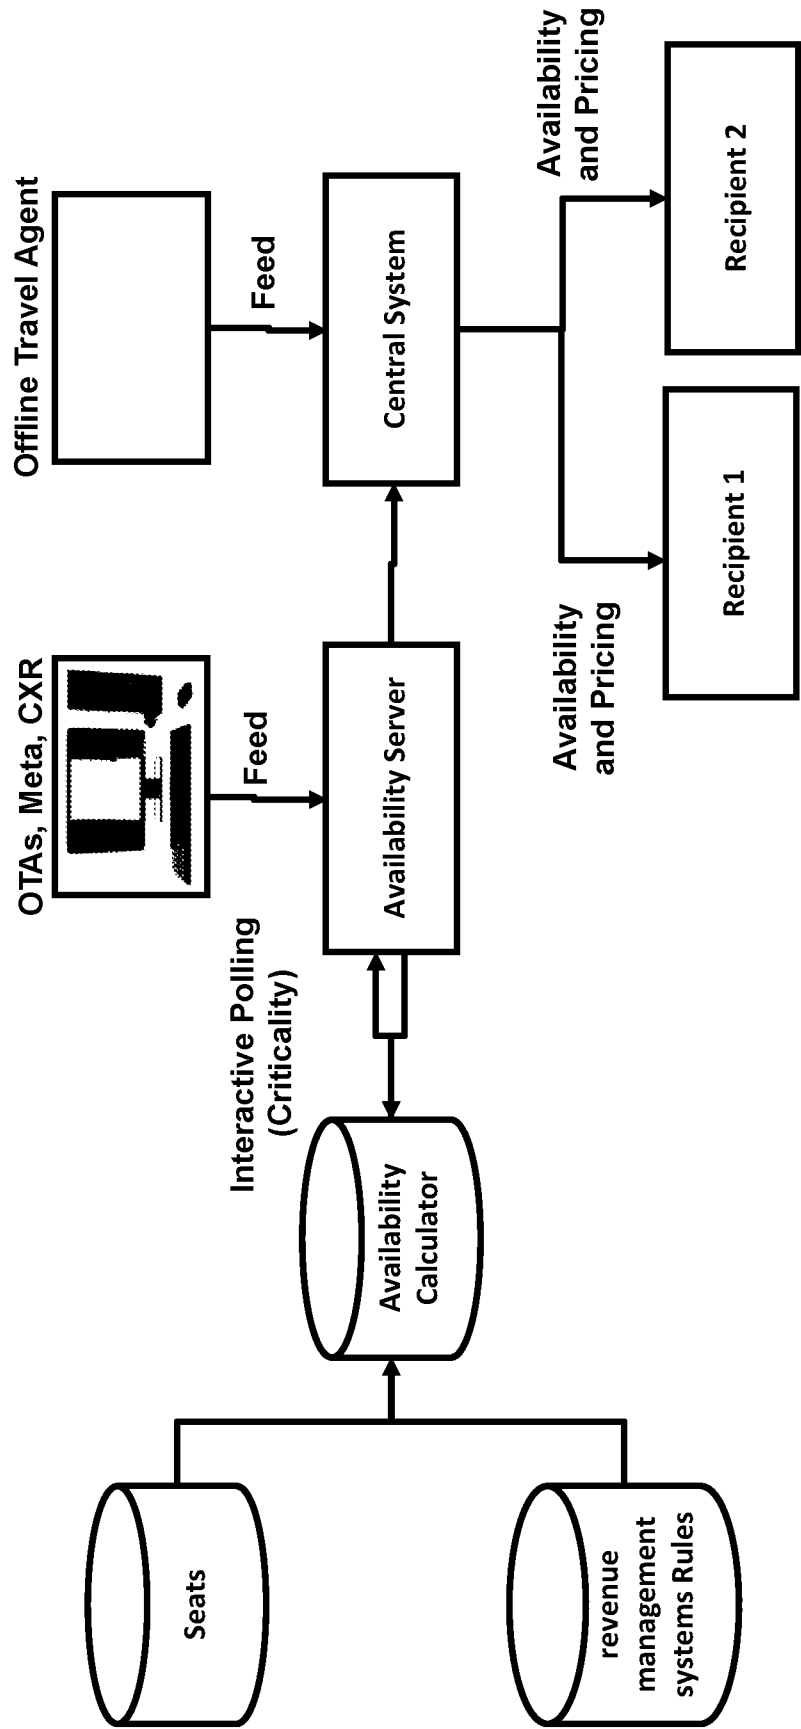 Seats
revenue
management
systems Rules
Availability
Calculator
Interactive Polling
(Criticality)
OTAs, Meta, CXR
Feed
Availability Server
Offline Travel Agent
Feed
Central System
Availability
and Pricing
Recipient 1
Availability
and Pricing
Recipient 2